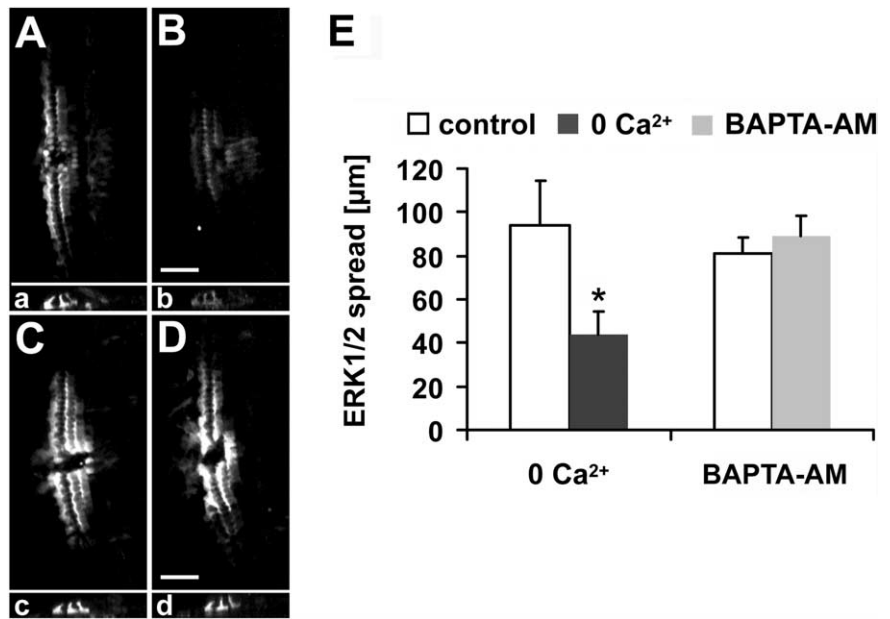 A B
a b
C D
c d
E
control 0 Ca²⁺ BAPTA-AM
ERK1/2 spread [µm]
120
100
80
60
40
20
0
*
0 Ca²⁺ BAPTA-AM